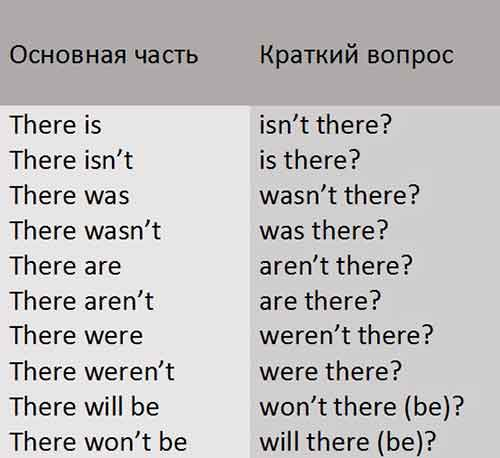 Основная часть Краткий вопрос
There is isn't there?
There isn’t is there?
There was wasn’t there?
There wasn’t was there?
There are aren’t there?
There aren’t are there?
There were weren’t there?
There weren’t were there?
There will be won’t there (be)?
There won’t be will there (be)?